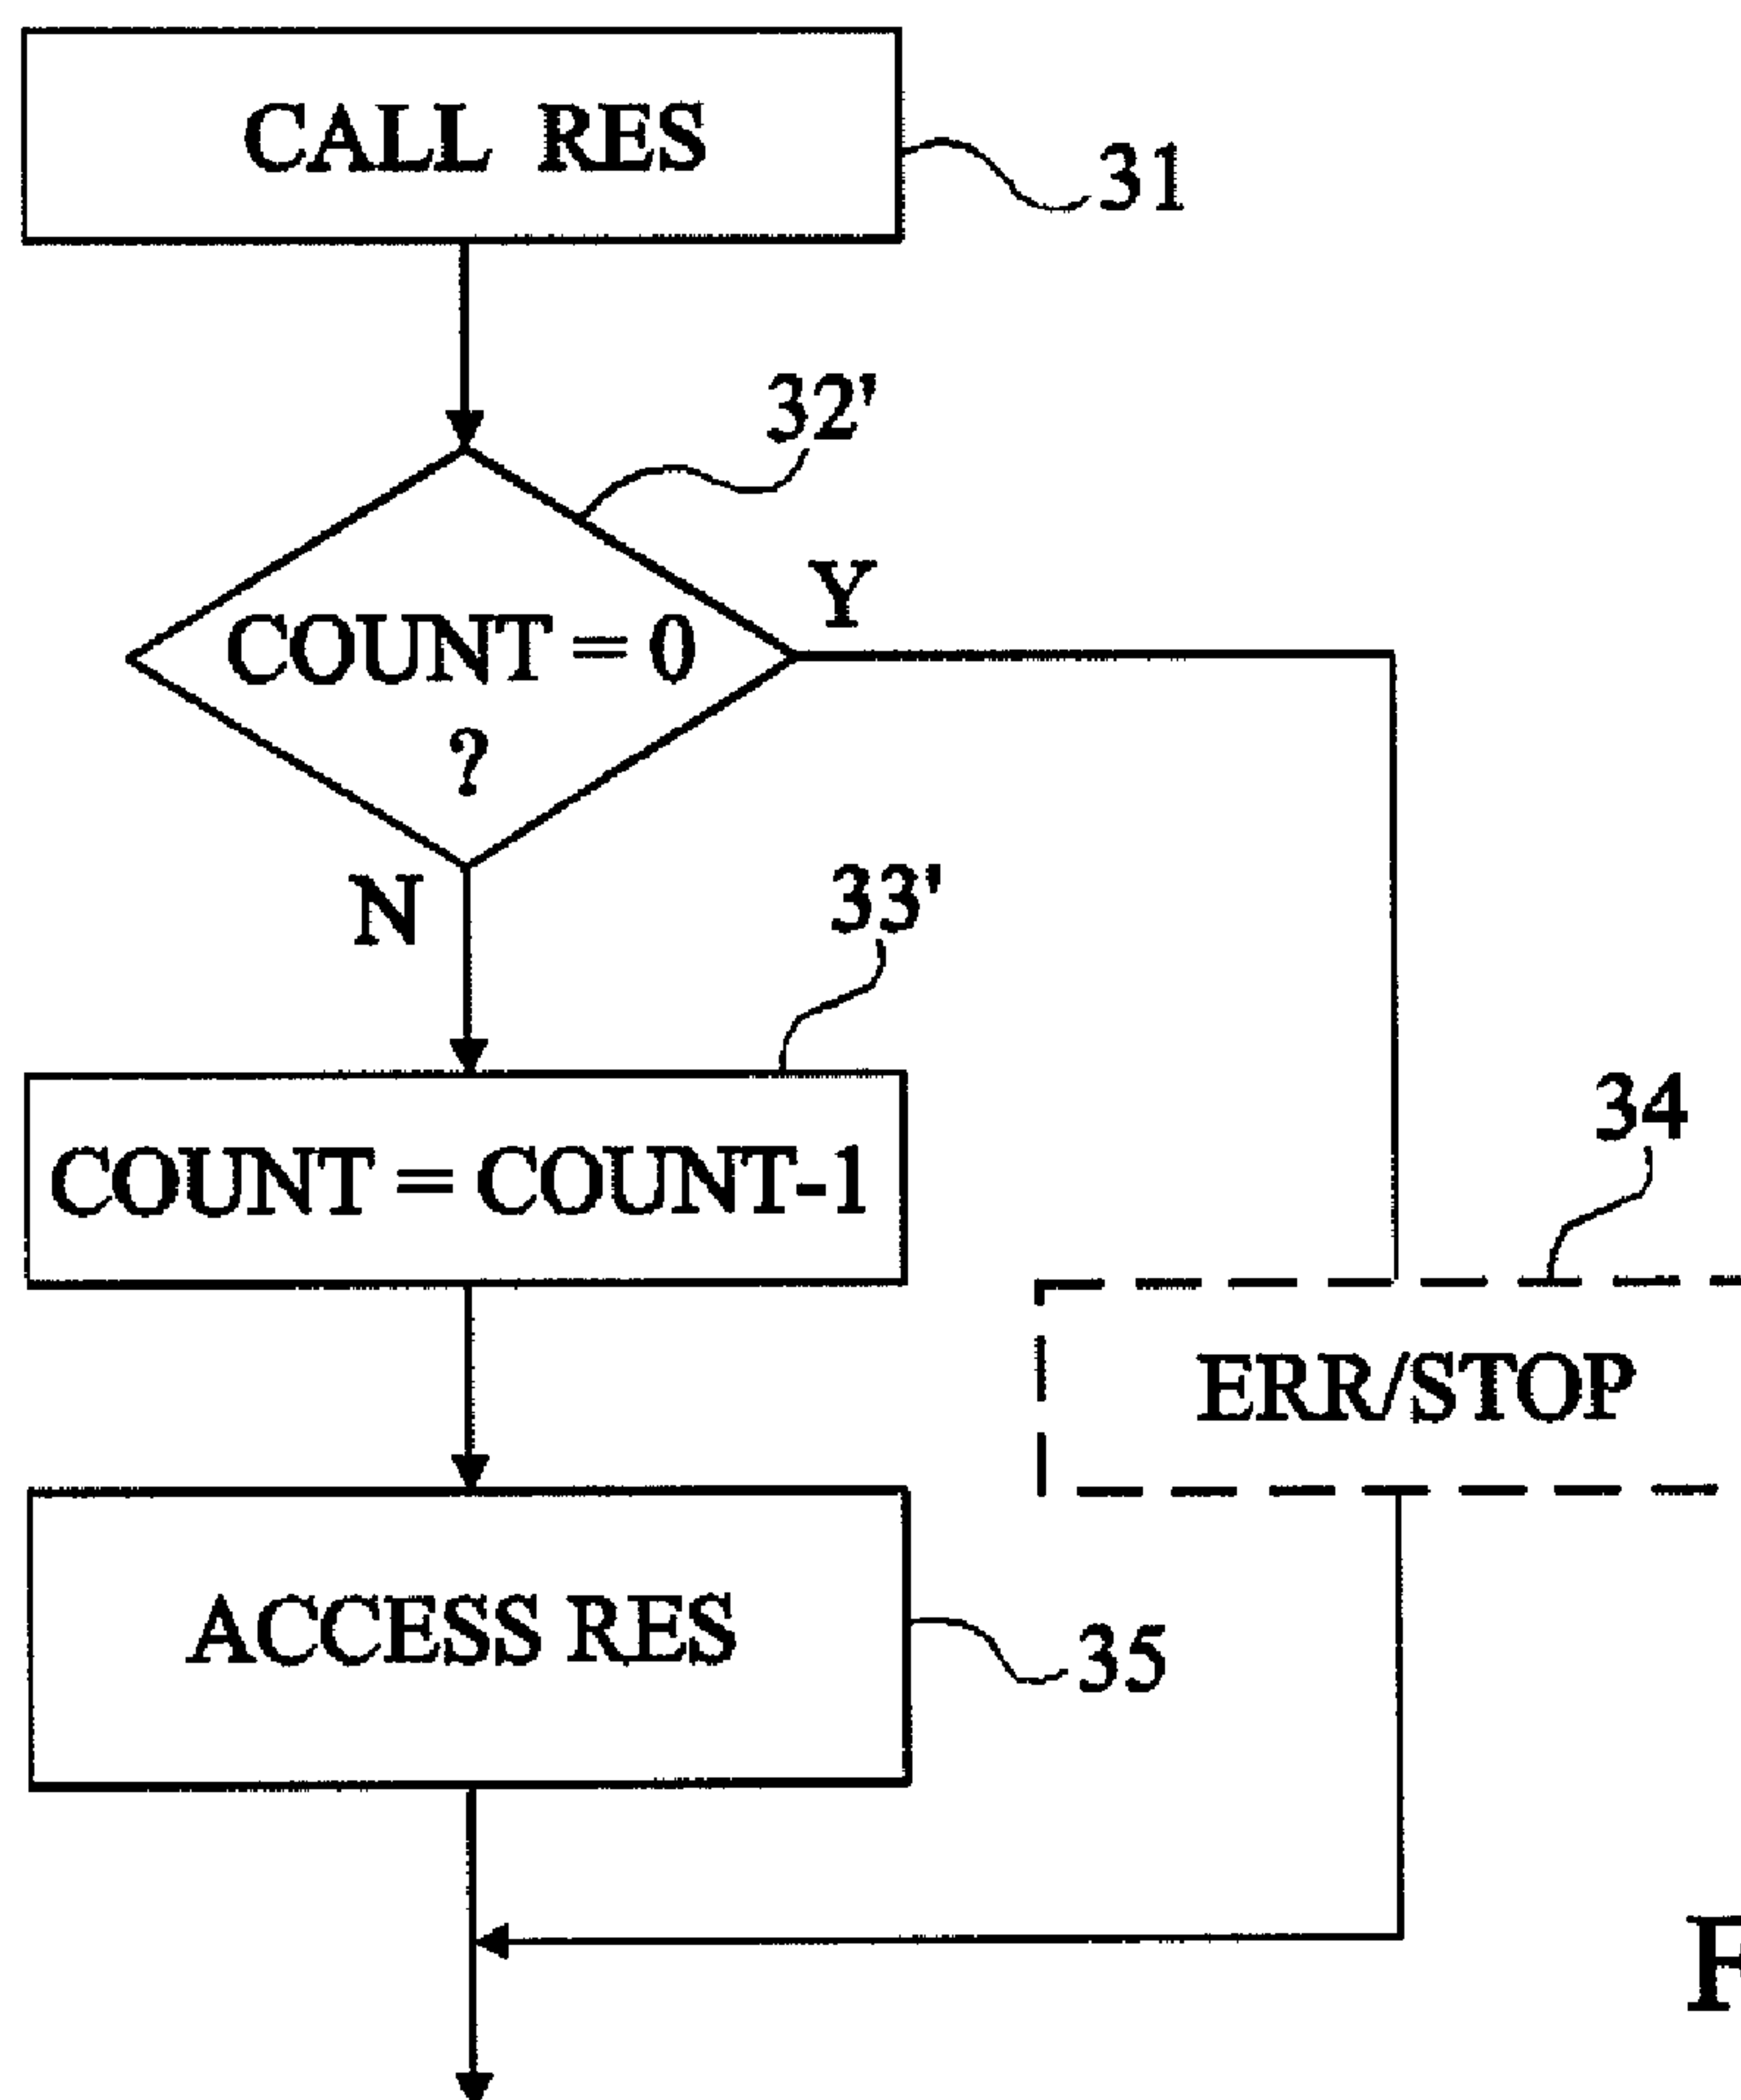 CALL RES
31
32'
Y
COUNT = 0
?
N
33'
COUNT = COUNT-1
34
ERR/STOP
ACCESS RES
35
F